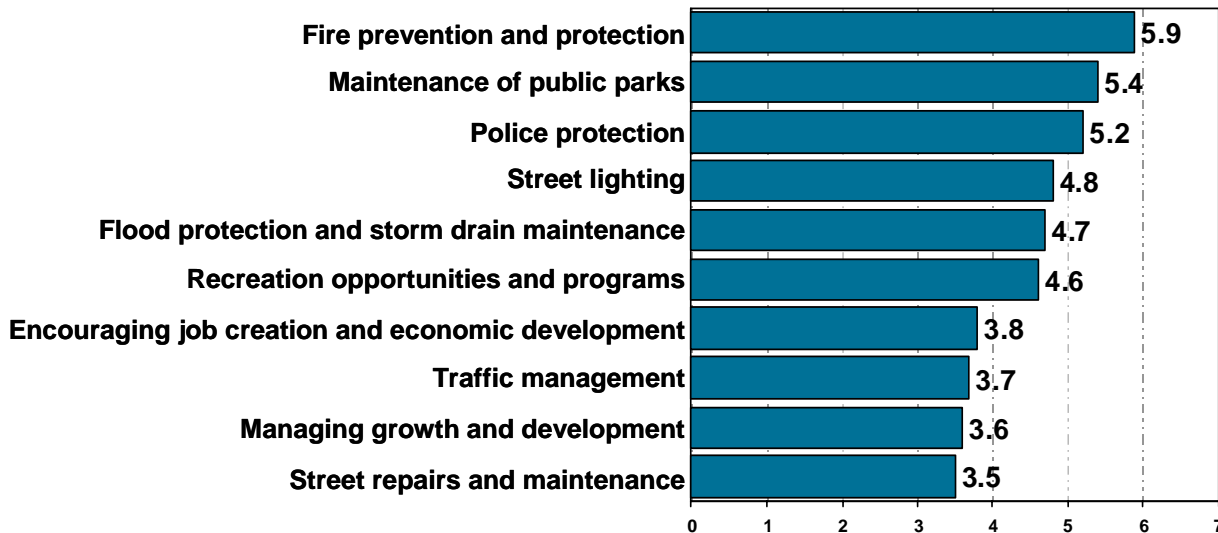 Fire prevention and protection 5.9
Maintenance of public parks 5.4
Police protection 5.2
Street lighting 4.8
Flood protection and storm drain maintenance 4.7
Recreation opportunities and programs 4.6
Encouraging job creation and economic development 3.8
Traffic management 3.7
Managing growth and development 3.6
Street repairs and maintenance 3.5
0 1 2 3 4 5 6 7